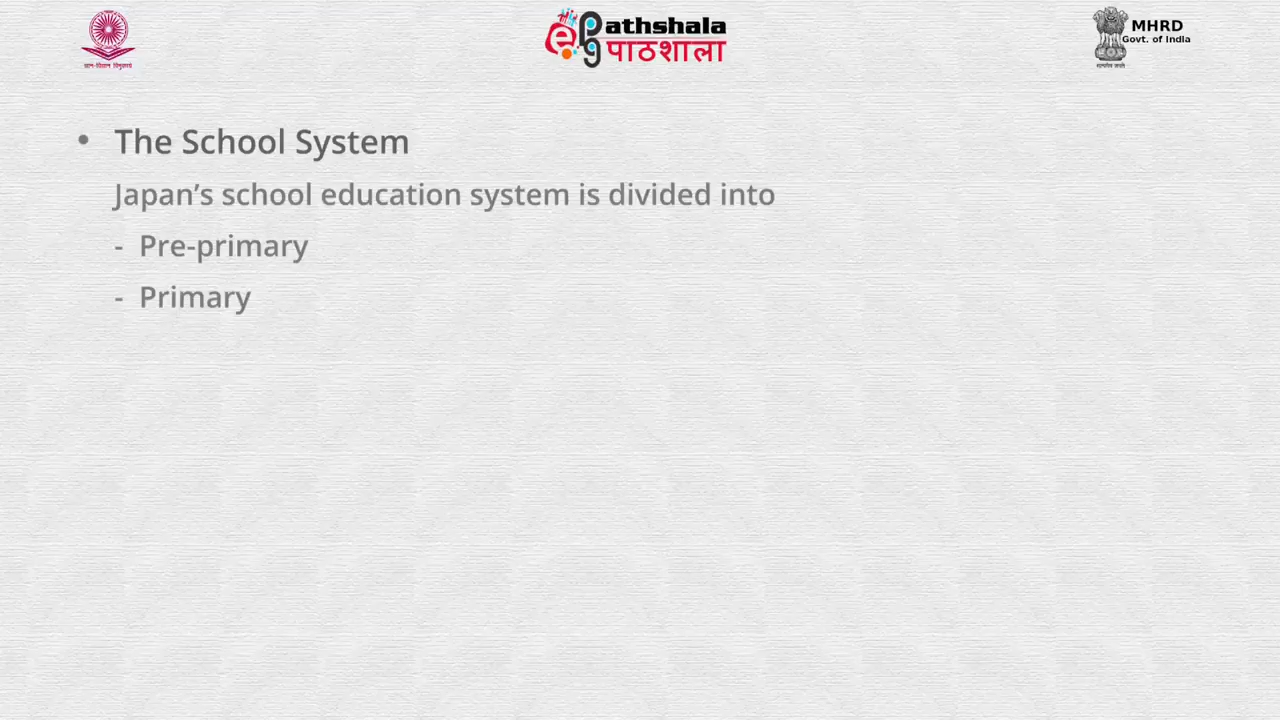 ePG Pathshala
पाठशाला
MHRD
Govt. of India
• The School System
Japan’s school education system is divided into
- Pre-primary
- Primary